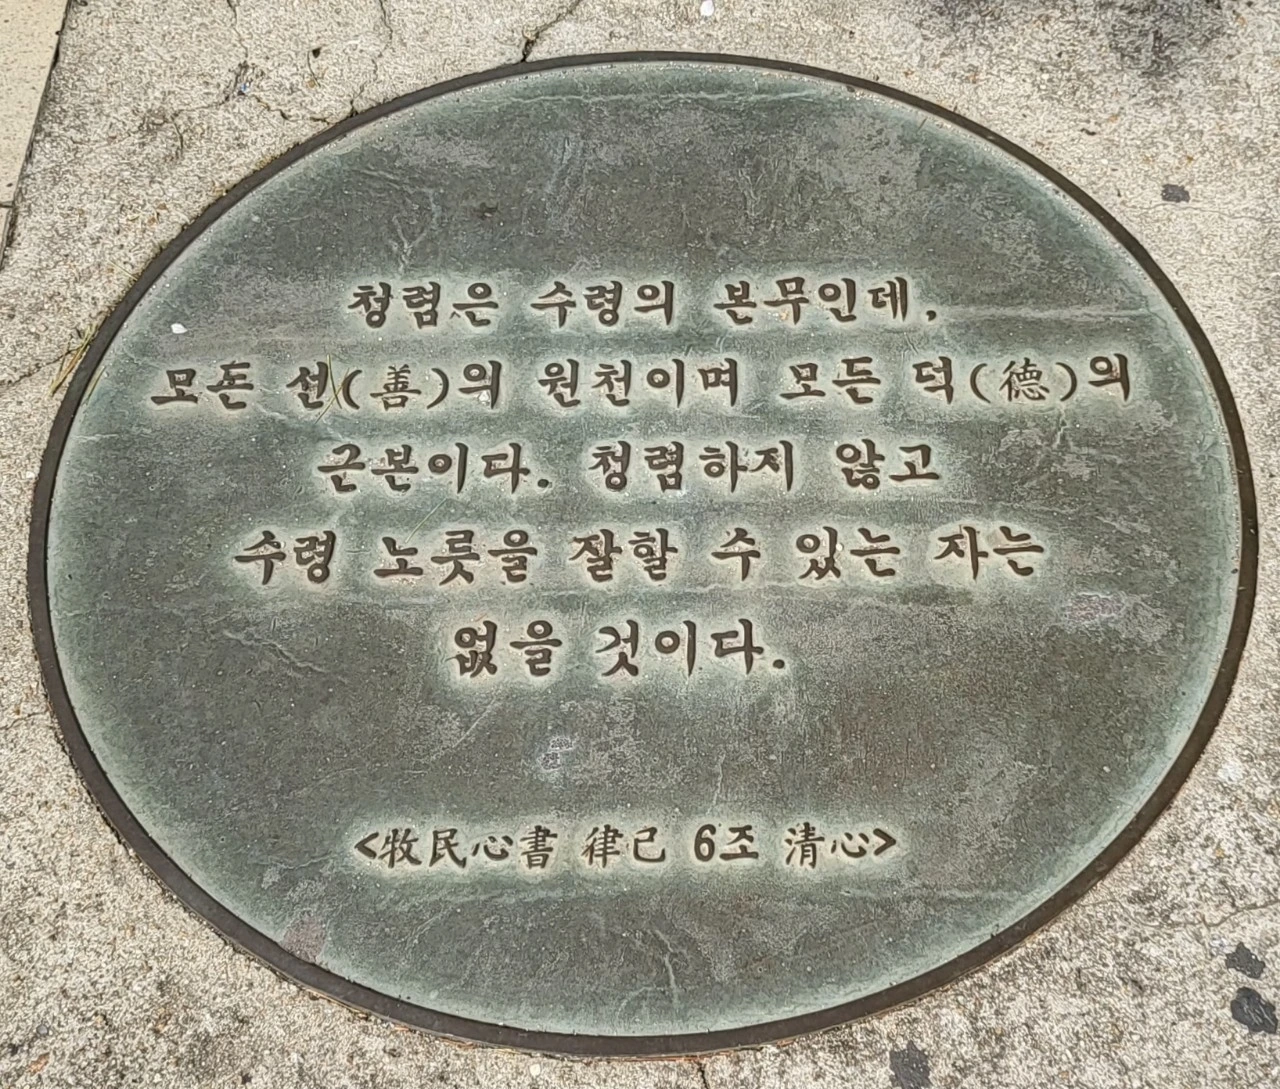 청렴은 수령의 본무인데,
모든 선(善)의 원천이며 모든 덕(德)의
근본이다. 청렴하지 않고
수령 노릇을 잘할 수 있는 자는
없을 것이다.
<牧民心書 律己 6조 清心>